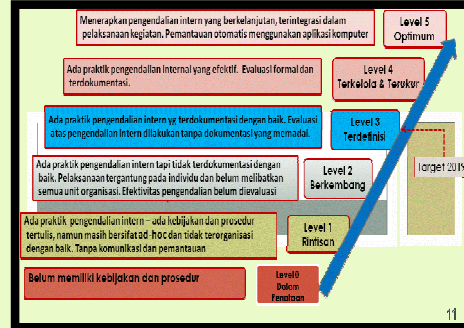 Menerapkan pengendalian intern yang berkelanjutan, terintegrasi dalam
pelaksanaan kegiatan. Pemantauan otomatis menggunakan aplikasi komputer
Level 5
Optimum
Ada praktik pengendalian internal yang efektif. Evaluasi formal dan
terdokumentasi.
Level 4
Terkelola & Terukur
Ada praktik pengendalian intern yg terdokumentasi dengan baik. Evaluasi
atas pengendalian intern dilakukan tanpa dokumentasi yang memadai.
Level 3
Terdefinisi
Ada praktik pengendalian intern tapi tidak terdokumentasi dengan
baik. Pelaksanaan tergantung pada individu dan belum melibatkan
semua unit organisasi. Efektivitas pengendalian belum dievaluasi
Level 2
Berkembang
Target 2019
Ada praktik pengendalian intern – ada kebijakan dan prosedur
tertulis, namun masih bersifat ad-hoc dan tidak terorganisasi
dengan baik. Tanpa komunikasi dan pemantauan
Level 1
Rintisan
Belum memiliki kebijakan dan prosedur
Level 0
Dalam
Penataan
11